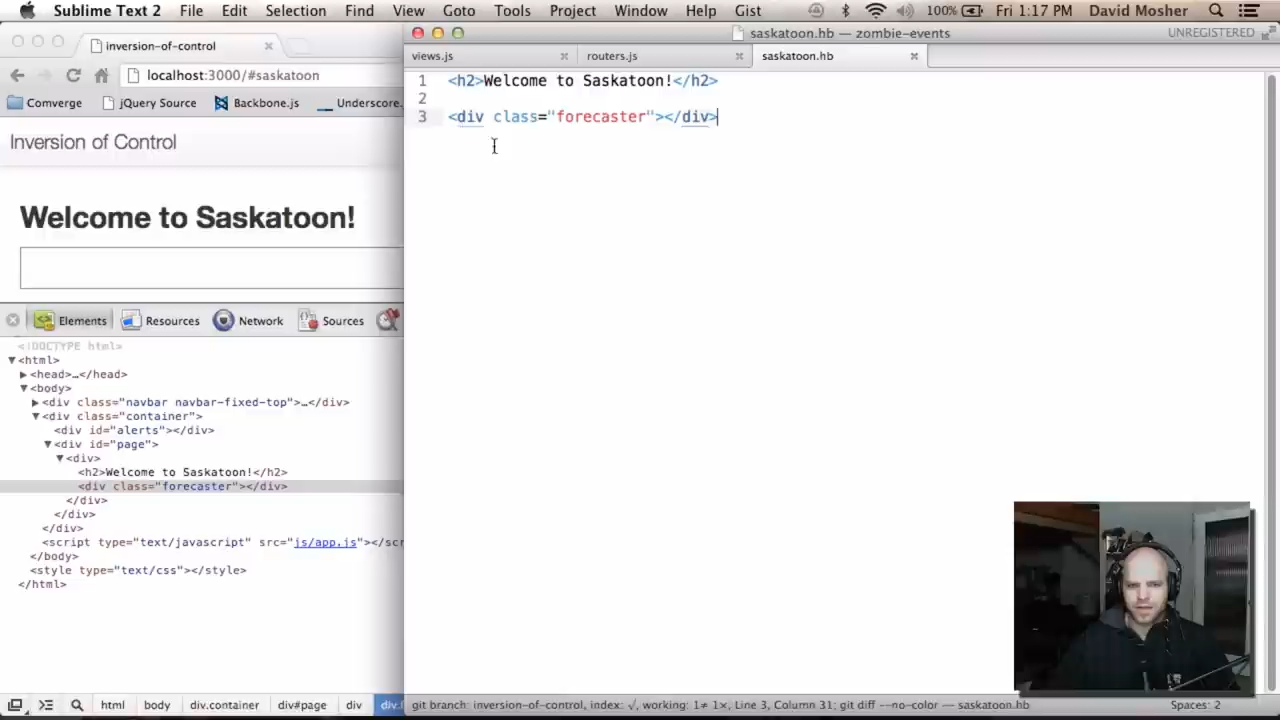 Sublime Text 2 File Edit Selection Find View Goto Tools Project Window Help Gist 100% Fri 1:17 PM David Mosher
inversion-of-control
localhost:3000/#saskatoon
Comverge jQuery Source Backbone.js Underscore.
Inversion of Control
Welcome to Saskatoon!
Elements Resources Network Sources
<!DOCTYPE html>
<html>
<head>…</head>
<body>
<div class="navbar navbar-fixed-top">…</div>
<div class="container">
<div id="alerts"></div>
<div id="page">
<div>
<h2>Welcome to Saskatoon!</h2>
<div class="forecaster"></div>
</div>
</div>
</div>
<script type="text/javascript" src="js/app.js"></scr
</body>
<style type="text/css"></style>
</html>
html body div.container div#page div div.f
saskatoon.hb — zombie-events UNREGISTERED
views.js routers.js saskatoon.hb
1 <h2>Welcome to Saskatoon!</h2>
2
3 <div class="forecaster"></div>
git branch: inversion-of-control, index: √, working: 1≠ 1×, Line 3, Column 31; git diff --no-color — saskatoon.hb Spaces: 2